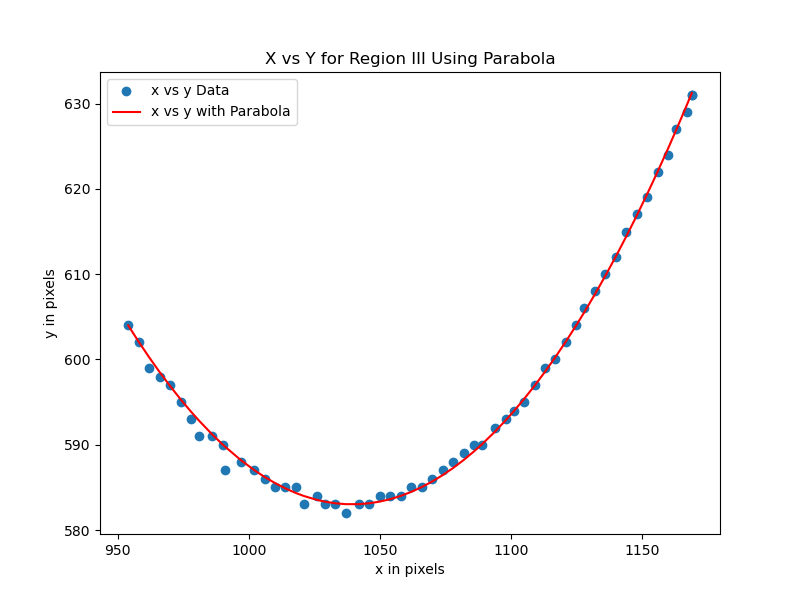 X vs Y for Region III Using Parabola
x vs y Data
x vs y with Parabola
630
620
610
600
590
580
y in pixels
950
1000
1050
1100
1150
x in pixels